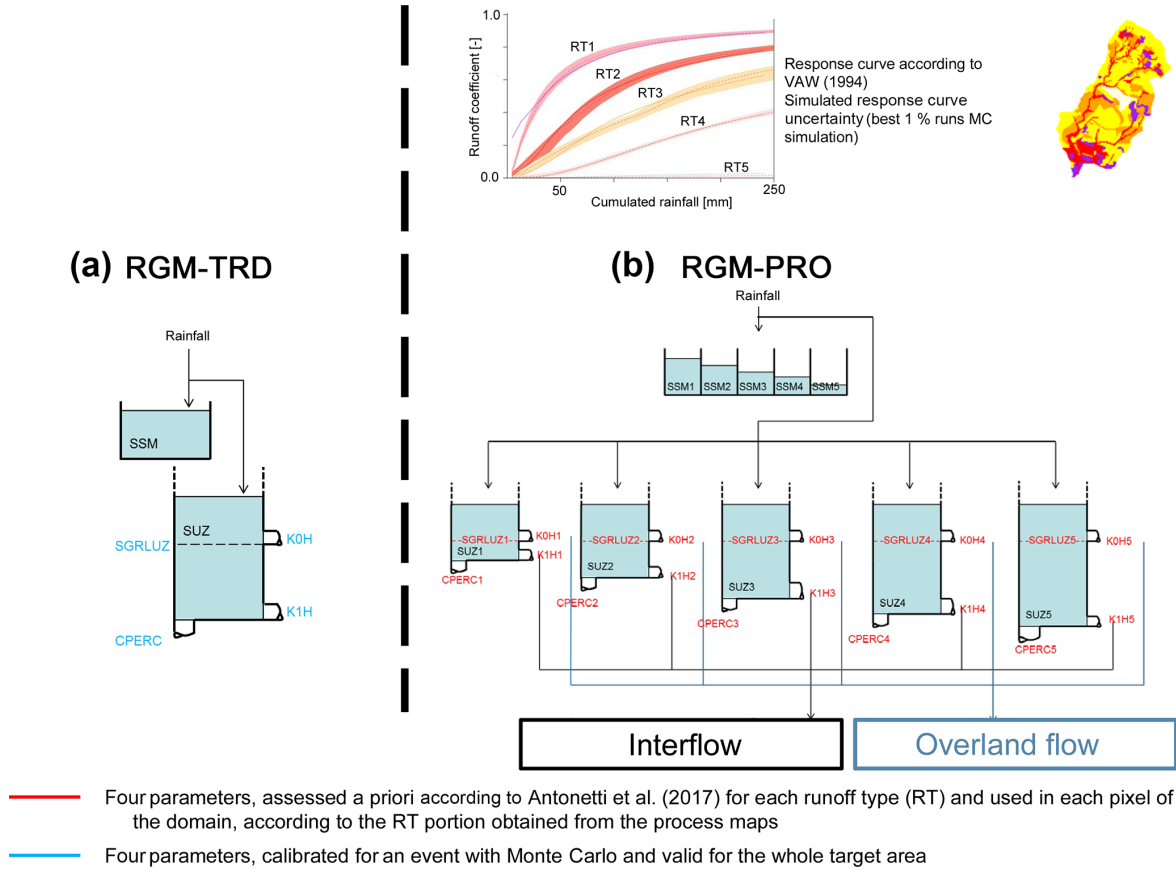 1.0
Runoff coefficient [-]
0.0
RT1
RT2
RT3
RT4
RT5
50
250
Cumulated rainfall [mm]
Response curve according to
VAW (1994)
Simulated response curve
uncertainty (best 1 % runs MC
simulation)
(a) RGM-TRD
Rainfall
SSM
SUZ
SGRLUZ
K0H
K1H
CPERC
(b) RGM-PRO
Rainfall
SSM1 SSM2 SSM3 SSM4 SSM5
SGRLUZ1 K0H1
SUZ1 K1H1
CPERC1
SGRLUZ2 K0H2
SUZ2 K1H2
CPERC2
SGRLUZ3 K0H3
SUZ3 K1H3
CPERC3
SGRLUZ4 K0H4
SUZ4 K1H4
CPERC4
SGRLUZ5 K0H5
SUZ5 K1H5
CPERC5
Interflow
Overland flow
Four parameters, assessed a priori according to Antonetti et al. (2017) for each runoff type (RT) and used in each pixel of
the domain, according to the RT portion obtained from the process maps
Four parameters, calibrated for an event with Monte Carlo and valid for the whole target area